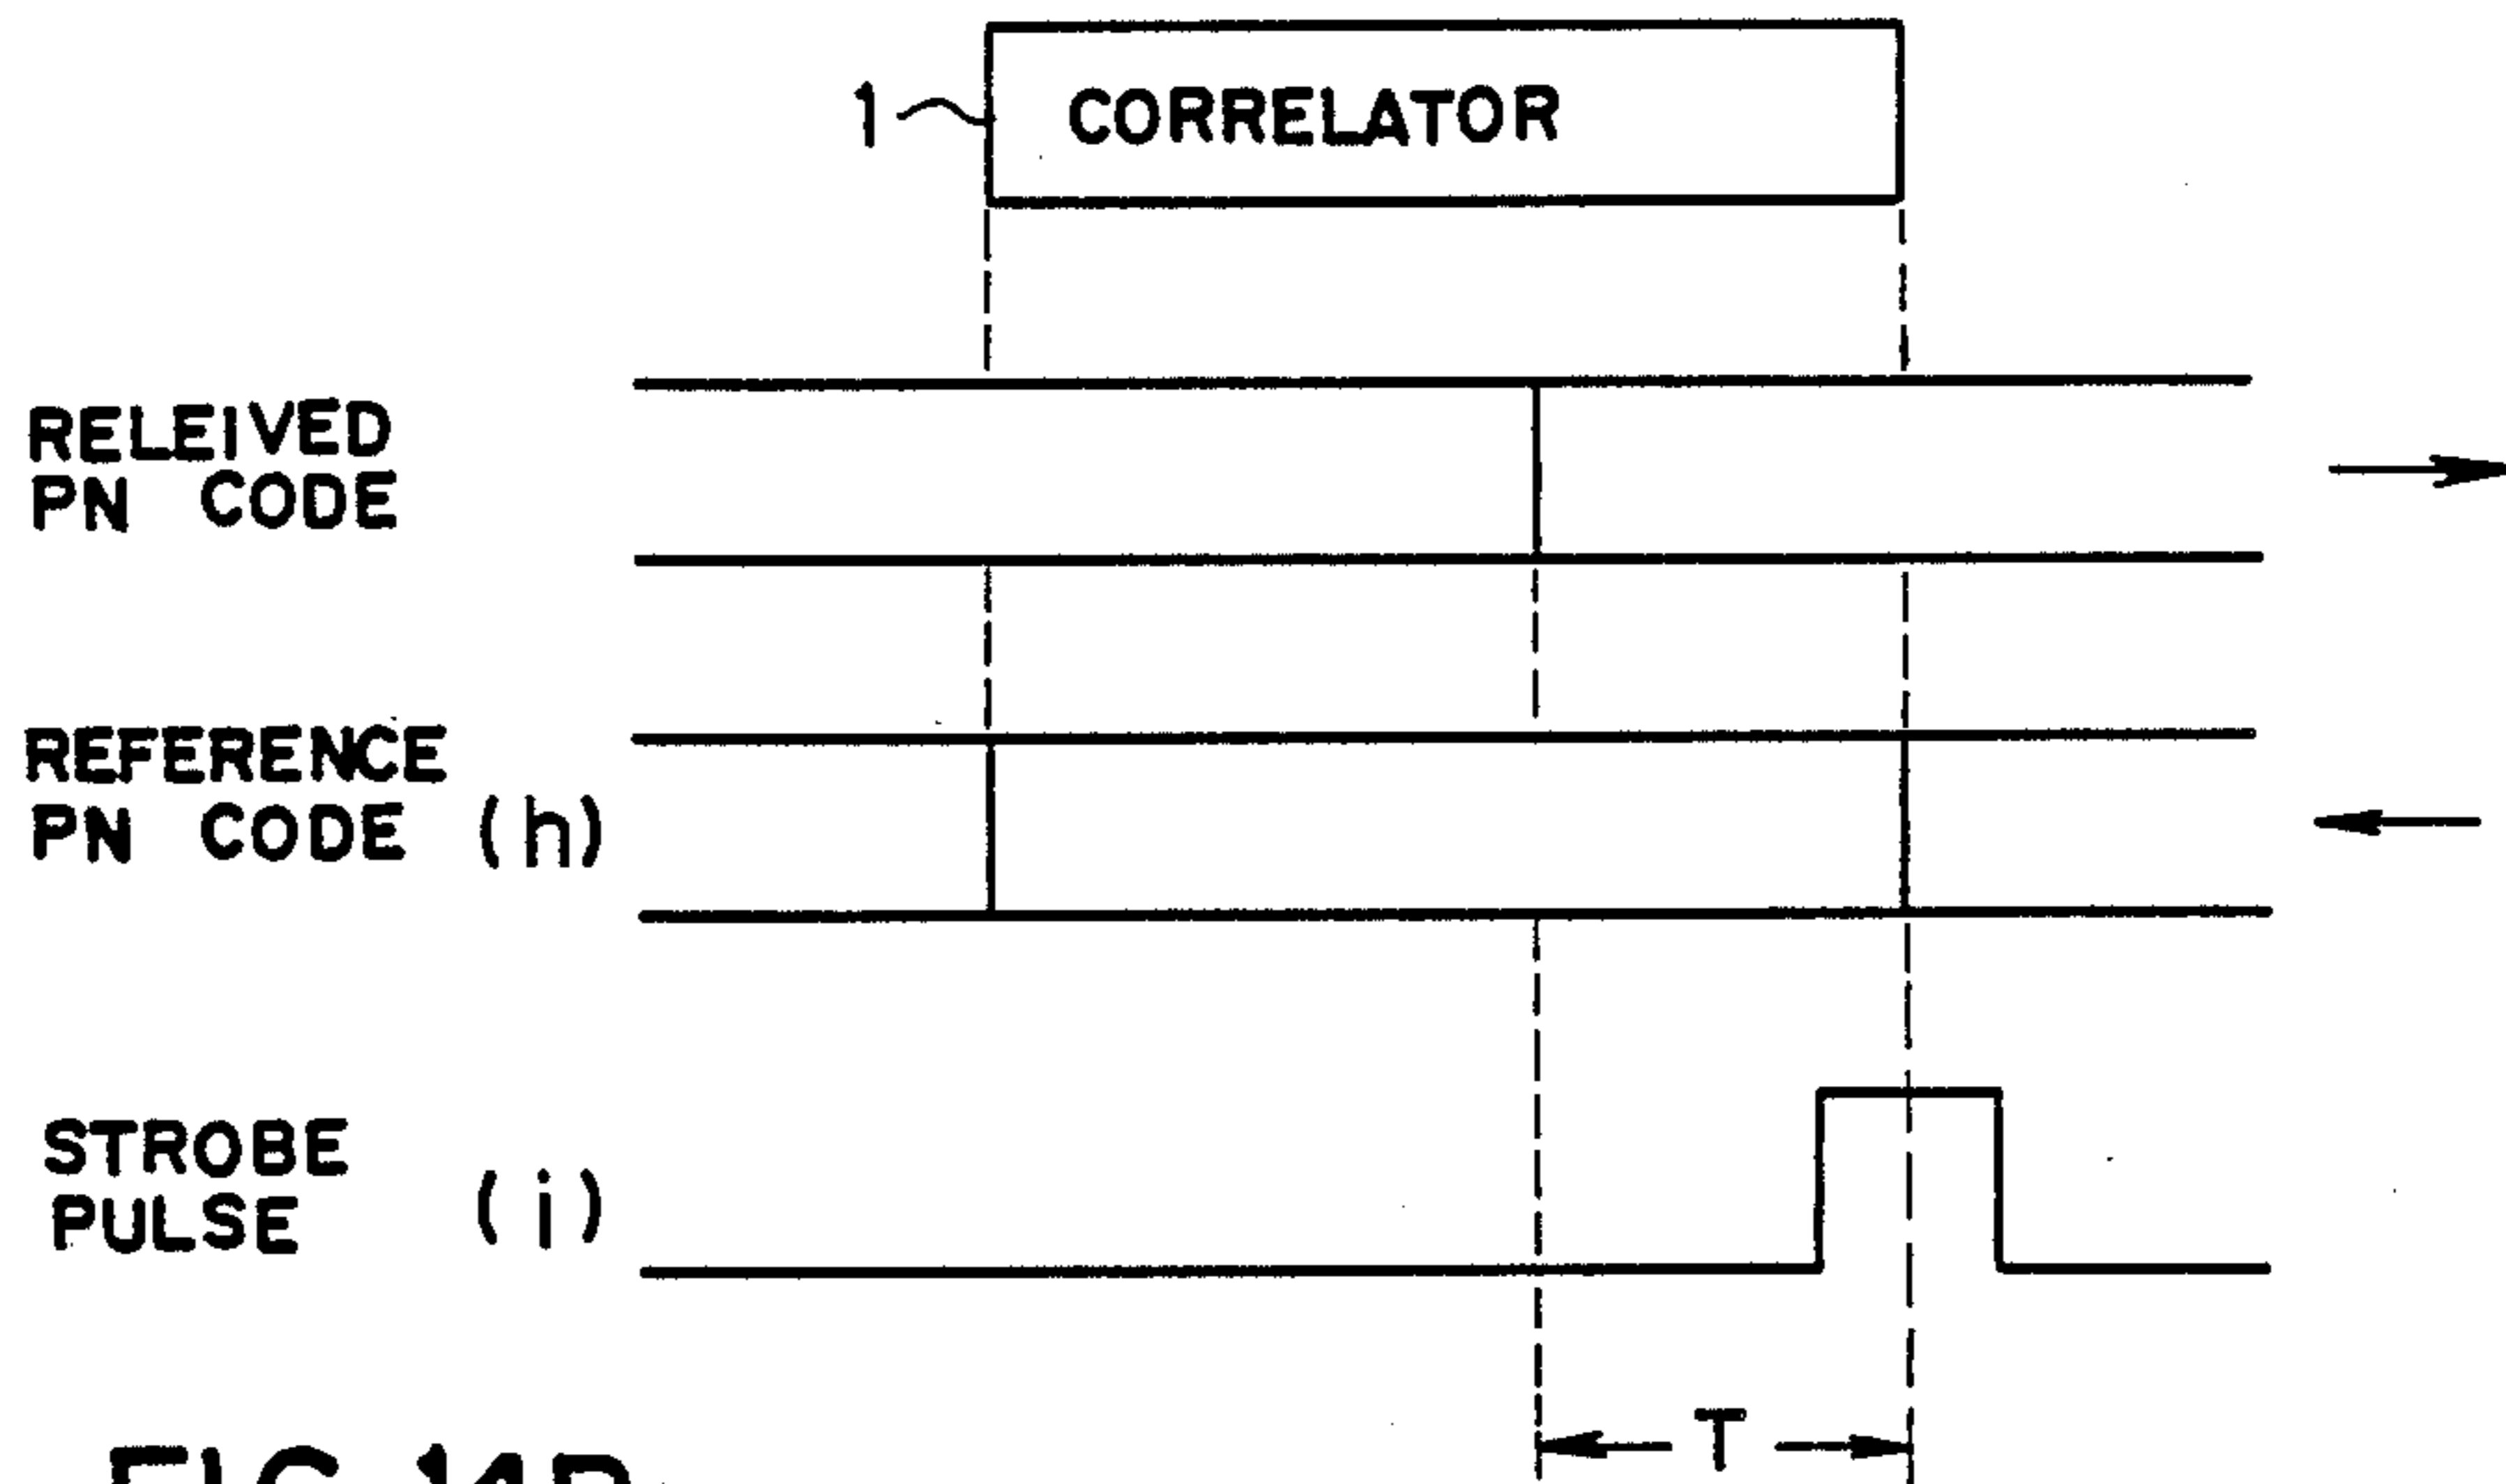 1 CORRELATOR
RELEIVED
PN CODE
REFERENCE
PN CODE (h)
STROBE
PULSE (i)
T